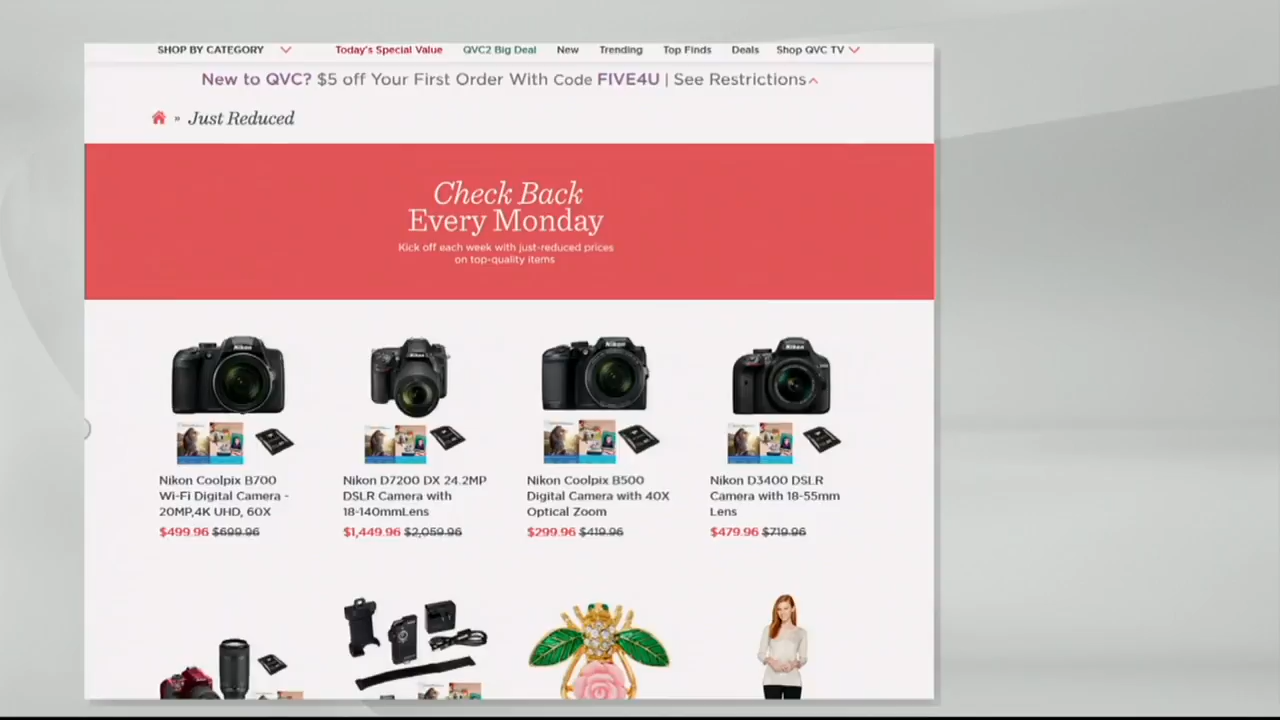 SHOP BY CATEGORY Today's Special Value QVC2 Big Deal New Trending Top Finds Deals Shop QVC TV
New to QVC? $5 off Your First Order With Code FIVE4U | See Restrictions
» Just Reduced
Check Back
Every Monday
Kick off each week with just-reduced prices
on top-quality items
Nikon
Nikon
Nikon
Nikon
Nikon Coolpix B700
Wi-Fi Digital Camera -
20MP,4K UHD, 60X
$499.96 $699.96
Nikon D7200 DX 24.2MP
DSLR Camera with
18-140mmLens
$1,449.96 $2,059.96
Nikon Coolpix B500
Digital Camera with 40X
Optical Zoom
$299.96 $419.96
Nikon D3400 DSLR
Camera with 18-55mm
Lens
$479.96 $719.96